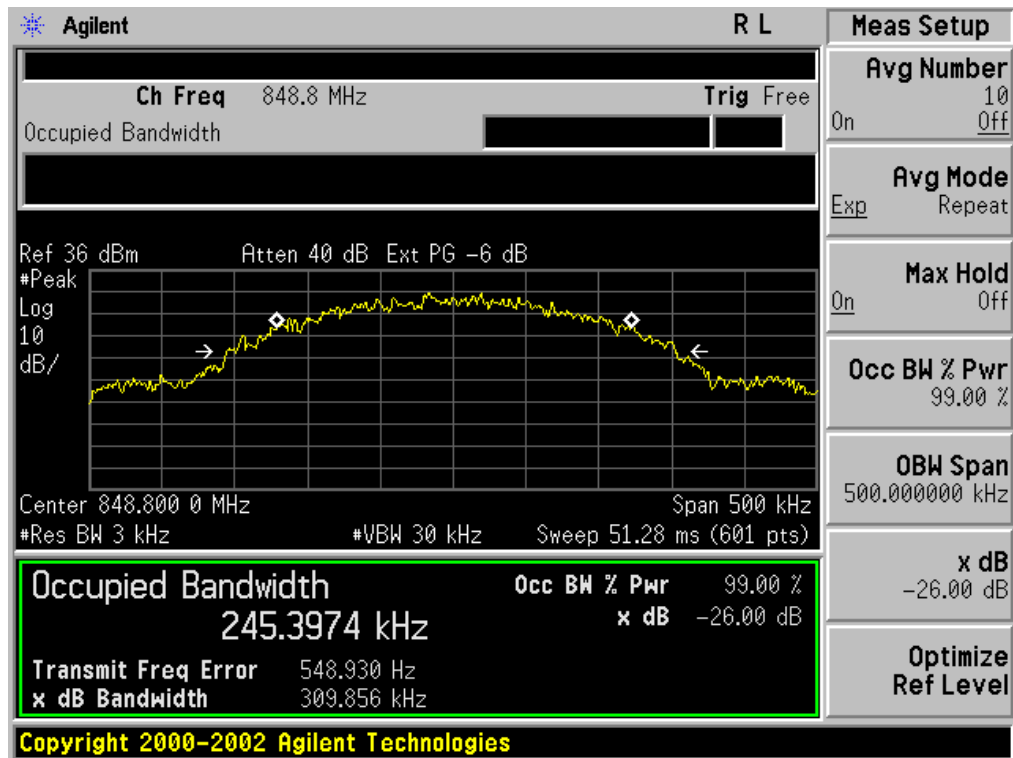 Agilent R L
Ch Freq 848.8 MHz Trig Free
Occupied Bandwidth
Ref 36 dBm Atten 40 dB Ext PG -6 dB
#Peak
Log
10
dB/
Center 848.800 0 MHz Span 500 kHz
#Res BW 3 kHz #VBW 30 kHz Sweep 51.28 ms (601 pts)
Occupied Bandwidth Occ BW % Pwr 99.00 %
245.3974 kHz x dB -26.00 dB
Transmit Freq Error 548.930 Hz
x dB Bandwidth 309.856 kHz
Copyright 2000-2002 Agilent Technologies
Meas Setup
Avg Number
10
On Off
Avg Mode
Exp Repeat
Max Hold
On Off
Occ BW % Pwr
99.00 %
OBW Span
500.000000 kHz
x dB
-26.00 dB
Optimize
Ref Level